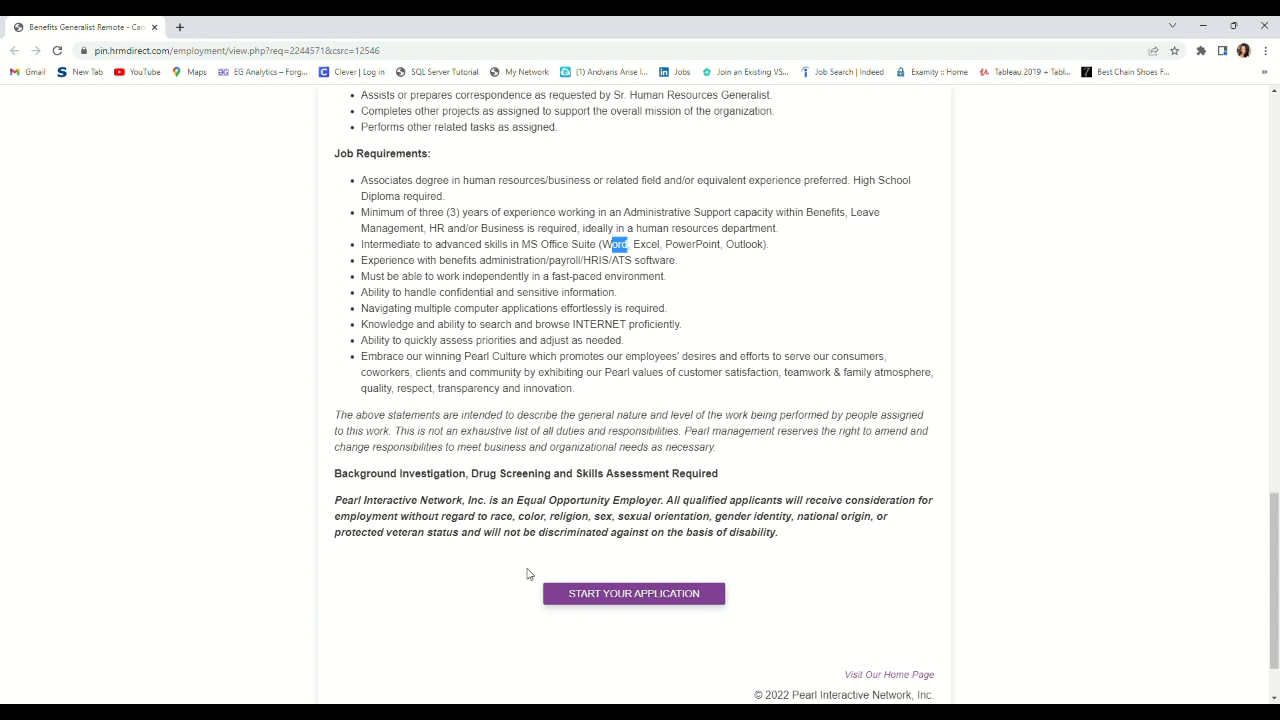 Benefits Generalist Remote - Car
pin.hrmdirect.com/employment/view.php?req=2244571&csrc=12546
Gmail New Tab YouTube Maps EG Analytics – Forg... Clever | Log SQL Server Tutorial My Network (1) Andvaris Arise I... Jobs Join an Existing VS... Job Search | Indeed Examity :: Home Tableau 2019 + Tabl... Best Chain Shoes F... »
• Assists or prepares correspondence as requested by Sr. Human Resources Generalist.
• Completes other projects as assigned to support the overall mission of the organization.
• Performs other related tasks as assigned.
Job Requirements:
• Associates degree in human resources/business or related field and/or equivalent experience preferred. High School
Diploma required.
• Minimum of three (3) years of experience working in an Administrative Support capacity within Benefits, Leave
Management, HR and/or Business is required, ideally in a human resources department.
• Intermediate to advanced skills in MS Office Suite (Word, Excel, PowerPoint, Outlook).
• Experience with benefits administration/payroll/HRIS/ATS software.
• Must be able to work independently in a fast-paced environment.
• Ability to handle confidential and sensitive information.
• Navigating multiple computer applications effortlessly is required.
• Knowledge and ability to search and browse INTERNET proficiently.
• Ability to quickly assess priorities and adjust as needed.
• Embrace our winning Pearl Culture which promotes our employees' desires and efforts to serve our consumers,
coworkers, clients and community by exhibiting our Pearl values of customer satisfaction, teamwork & family atmosphere,
quality, respect, transparency and innovation.
The above statements are intended to describe the general nature and level of the work being performed by people assigned
to this work. This is not an exhaustive list of all duties and responsibilities. Pearl management reserves the right to amend and
change responsibilities to meet business and organizational needs as necessary.
Background Investigation, Drug Screening and Skills Assessment Required
Pearl Interactive Network, Inc. is an Equal Opportunity Employer. All qualified applicants will receive consideration for
employment without regard to race, color, religion, sex, sexual orientation, gender identity, national origin, or
protected veteran status and will not be discriminated against on the basis of disability.
START YOUR APPLICATION
Visit Our Home Page
© 2022 Pearl Interactive Network, Inc.